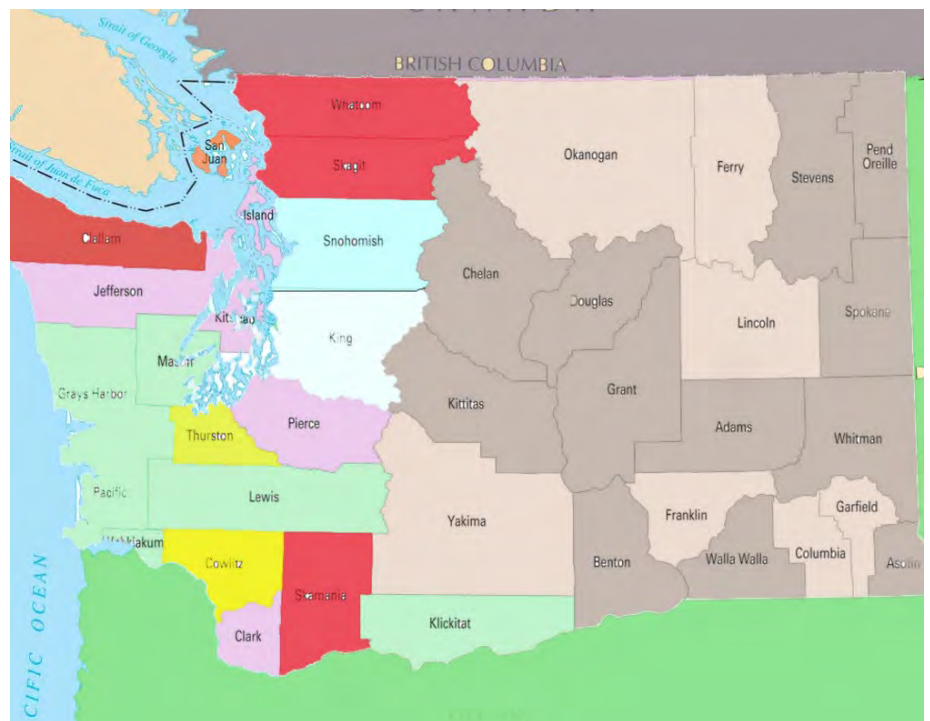 Strait of Georgia
BRITISH COLUMBIA
Whatcom
San
Juan
Skagit
Okanogan
Ferry
Stevens
Pend
Oreille
Strait of Juan de Fuca
Island
Clallam
Snohomish
Chelan
Jefferson
Douglas
Lincoln
Spokane
Kitsap
King
Mason
Grays Harbor
Kittitas
Grant
Pierce
Adams
Thurston
Whitman
Pacific
Lewis
Yakima
Franklin
Garfield
Wahkiakum
Cowlitz
Benton
Walla Walla
Columbia
Asotin
Skamania
Clark
Klickitat
CIFIC OCEAN